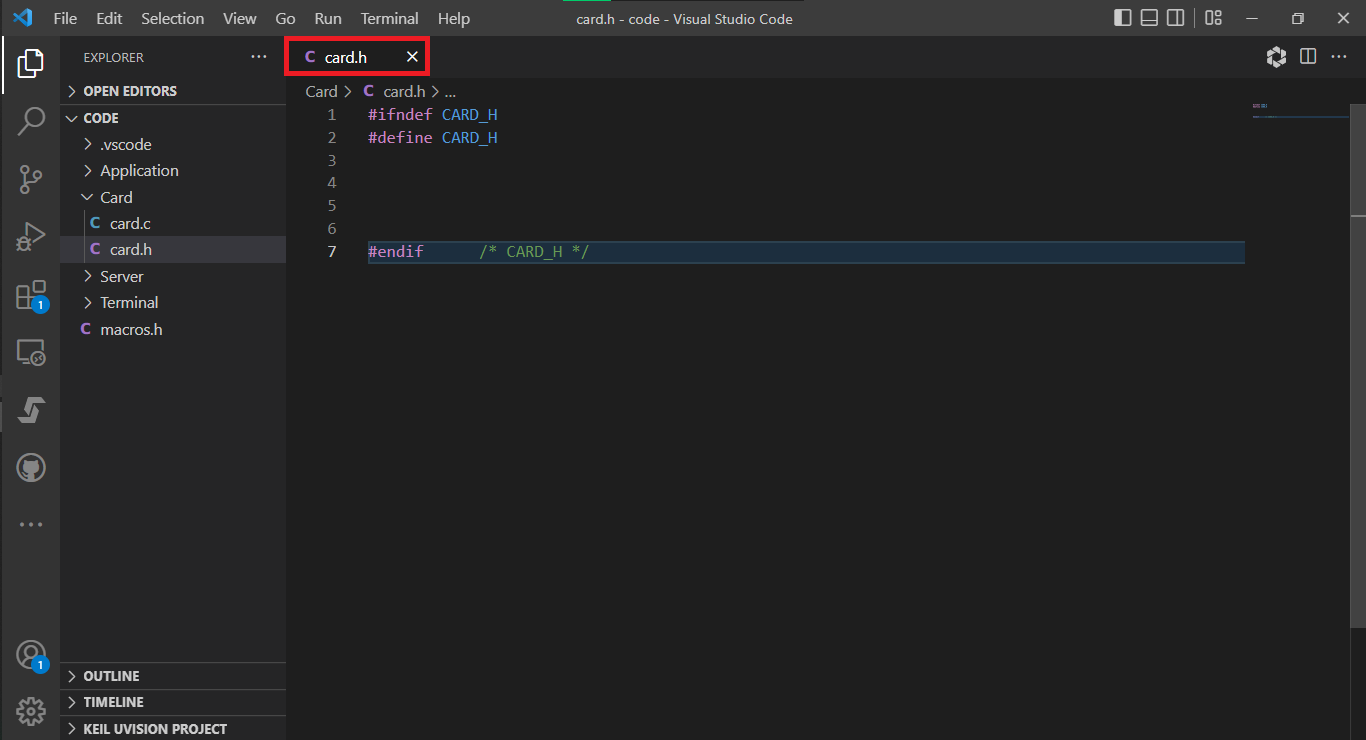 File Edit Selection View Go Run Terminal Help card.h - code - Visual Studio Code
EXPLORER
C card.h
OPEN EDITORS
Card > C card.h > ...
CODE
.vscode
Application
Card
C card.c
C card.h
Server
Terminal
C macros.h
1 #ifndef CARD_H
2 #define CARD_H
3
4
5
6
7 #endif /* CARD_H */
1
1
OUTLINE
TIMELINE
KEIL UVISION PROJECT